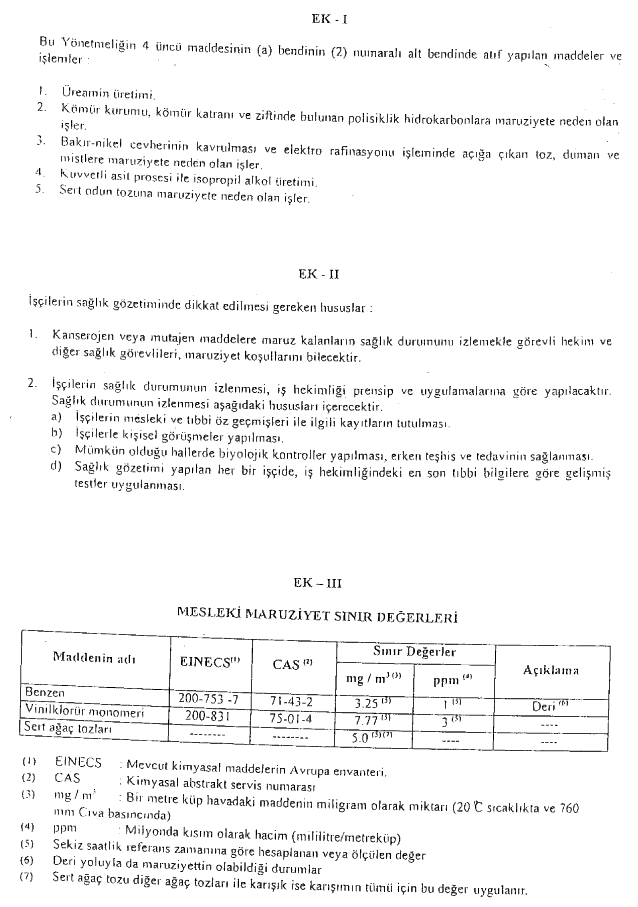 EK - I
Bu Yönetmeliğin 4 üncü maddesinin (a) bendinin (2) numaralı alt bendinde atıf yapılan maddeler ve
işlemler :
1. Üreamin üretimi.
2. Kömür kurumu, kömür katranı ve ziftinde bulunan polisiklik hidrokarbonlara maruziyete neden olan
işler.
3. Bakır-nikel cevherinin kavrulması ve elektro rafinasyonu işleminde açığa çıkan toz, duman ve
mistlere maruziyete neden olan işler.
4. Kuvvetli asit prosesi ile isopropil alkol üretimi.
5. Sert odun tozuna maruziyete neden olan işler.
EK - II
İşçilerin sağlık gözetiminde dikkat edilmesi gereken hususlar :
1. Kanserojen veya mutajen maddelere maruz kalanların sağlık durumunu izlemekle görevli hekim ve
diğer sağlık görevlileri, maruziyet koşullarını bilecektir.
2. İşçilerin sağlık durumunun izlenmesi, iş hekimliği prensip ve uygulamalarına göre yapılacaktır.
Sağlık durumunun izlenmesi aşağıdaki hususları içerecektir.
a) İşçilerin mesleki ve tıbbi öz geçmişleri ile ilgili kayıtların tutulması.
b) İşçilerle kişisel görüşmeler yapılması.
c) Mümkün olduğu hallerde biyolojik kontroller yapılması, erken teşhis ve tedavinin sağlanması.
d) Sağlık gözetimi yapılan her bir işçide, iş hekimliğindeki en son tıbbi bilgilere göre gelişmiş
testler uygulanması.
EK – III
MESLEKİ MARUZİYET SINIR DEĞERLERİ
Maddenin adı EINECS(1) CAS (2) Sınır Değerler Açıklama
mg / m³ (3) ppm (4)
Benzen 200-753 -7 71-43-2 3.25 (5) 1 (5) Deri (6)
Vinilklorür monomeri 200-831 75-01-4 7.77 (5) 3 (5) ----
Sert ağaç tozları -------- -------- 5.0 (5)(7) ---- ----
(1) EINECS : Mevcut kimyasal maddelerin Avrupa envanteri.
(2) CAS : Kimyasal abstrakt servis numarası
(3) mg / m³ : Bir metre küp havadaki maddenin miligram olarak miktarı (20 ℃ sıcaklıkta ve 760
mm Cıva basıncında)
(4) ppm : Milyonda kısım olarak hacim (mililitre/metreküp)
(5) Sekiz saatlik referans zamanına göre hesaplanan veya ölçülen değer
(6) Deri yoluyla da maruziyettin olabildiği durumlar
(7) Sert ağaç tozu diğer ağaç tozları ile karışık ise karışımın tümü için bu değer uygulanır.